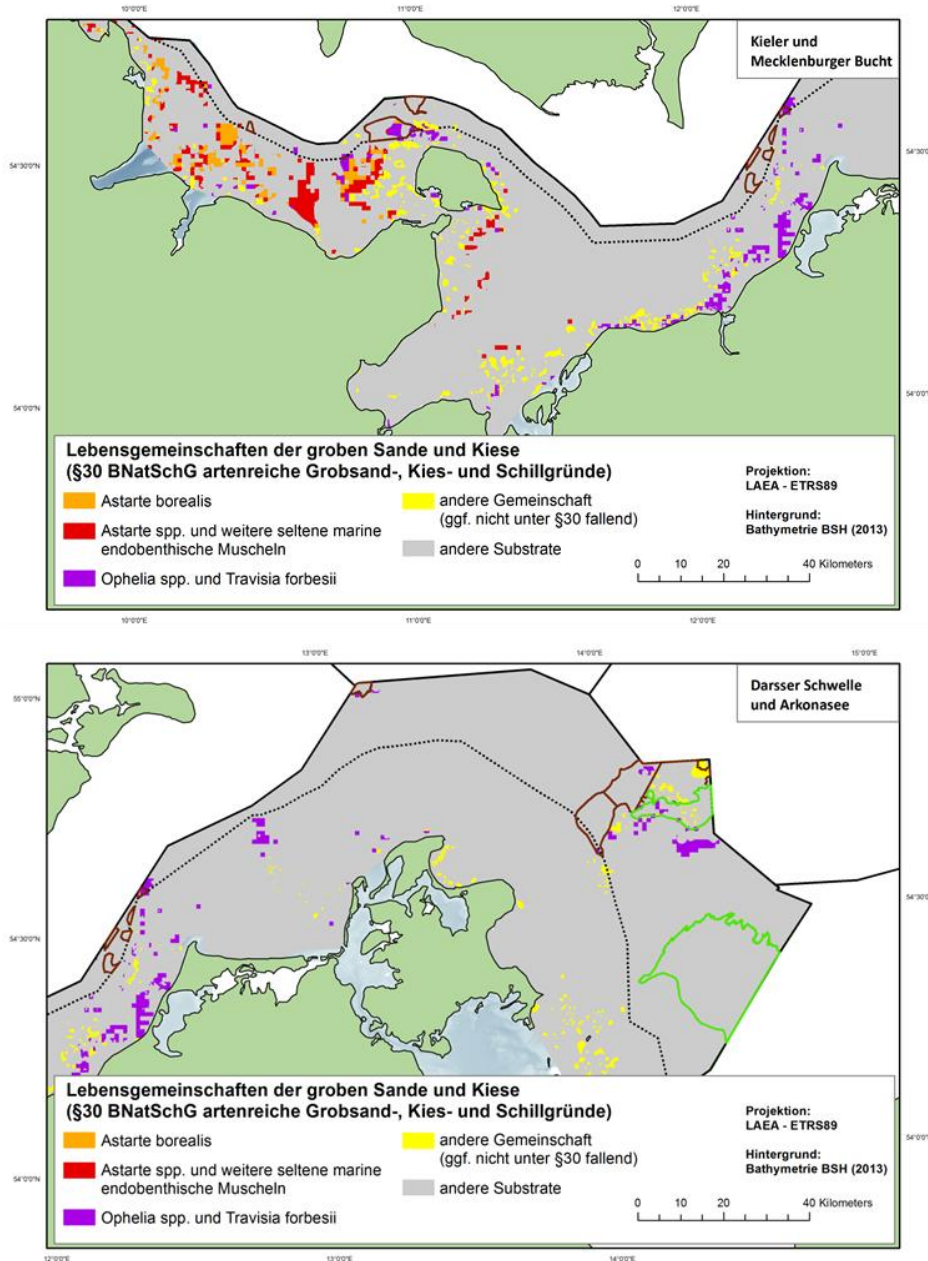 10°0'0"E
11°0'0"E
12°0'0"E
Kieler und
Mecklenburger Bucht
54°30'0"N
54°30'0"N
54°0'0"N
54°0'0"N
Lebensgemeinschaften der groben Sande und Kiese
(§30 BNatSchG artenreiche Grobsand-, Kies- und Schillgründe)
Astarte borealis
Astarte spp. und weitere seltene marine
endobenthische Muscheln
Ophelia spp. und Travisia forbesii
andere Gemeinschaft
(ggf. nicht unter §30 fallend)
andere Substrate
Projektion:
LAEA - ETRS89
Hintergrund:
Bathymetrie BSH (2013)
0 10 20 40 Kilometers
10°0'0"E
11°0'0"E
12°0'0"E
13°0'0"E
14°0'0"E
15°0'0"E
Darsser Schwelle
und Arkonasee
55°0'0"N
54°30'0"N
54°30'0"N
54°0'0"N
54°0'0"N
Lebensgemeinschaften der groben Sande und Kiese
(§30 BNatSchG artenreiche Grobsand-, Kies- und Schillgründe)
Astarte borealis
Astarte spp. und weitere seltene marine
endobenthische Muscheln
Ophelia spp. und Travisia forbesii
andere Gemeinschaft
(ggf. nicht unter §30 fallend)
andere Substrate
Projektion:
LAEA - ETRS89
Hintergrund:
Bathymetrie BSH (2013)
0 10 20 40 Kilometers
12°0'0"E
13°0'0"E
14°0'0"E